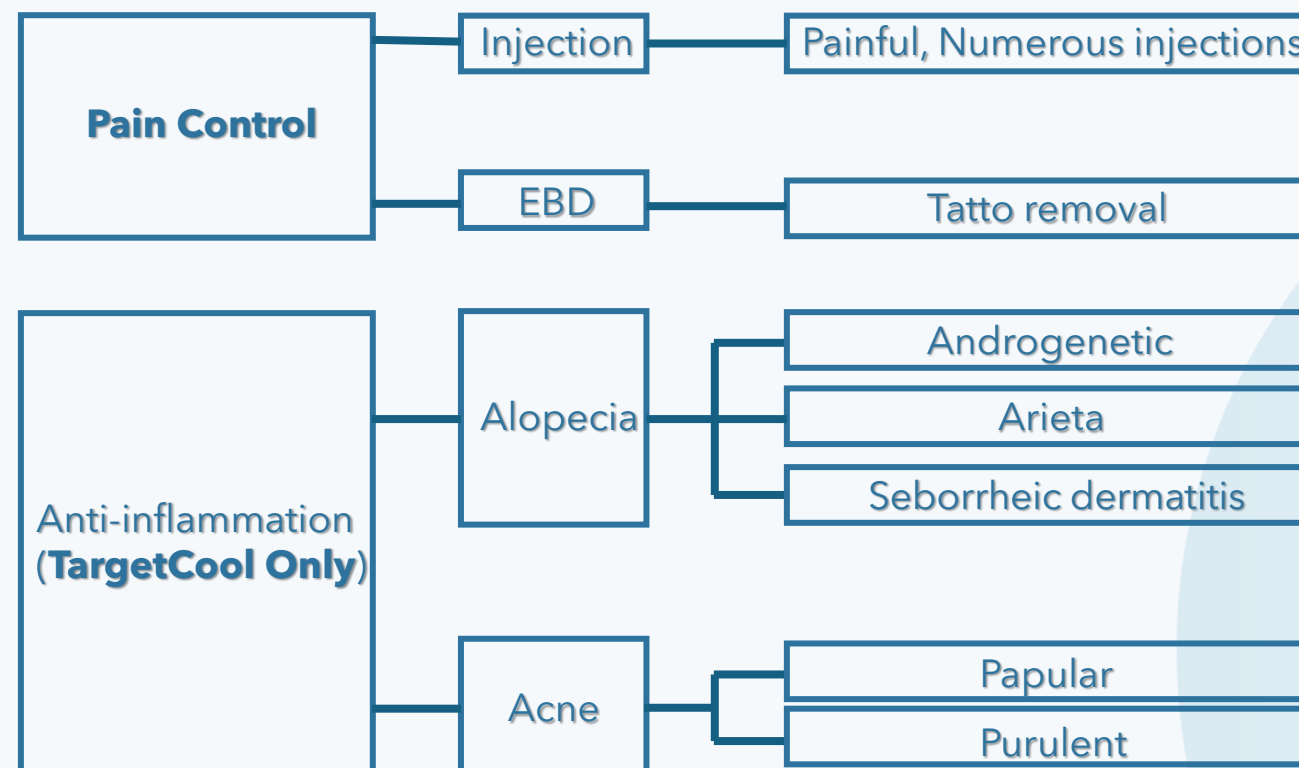 Pain Control
Injection
Painful, Numerous injections
EBD
Tatto removal
Anti-inflammation
(TargetCool Only)
Alopecia
Androgenetic
Arieta
Seborrheic dermatitis
Acne
Papular
Purulent